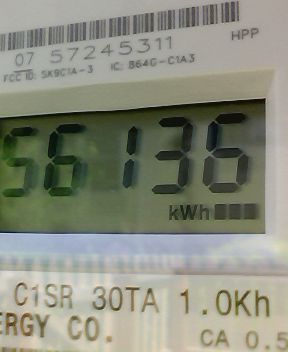 07 57245311
HPP
FCC ID: SK9C1A-3 IC: 864G-C1A3
56136
kWh
C1SR 30TA 1.0Kh
ERGY CO.
CA 0.5